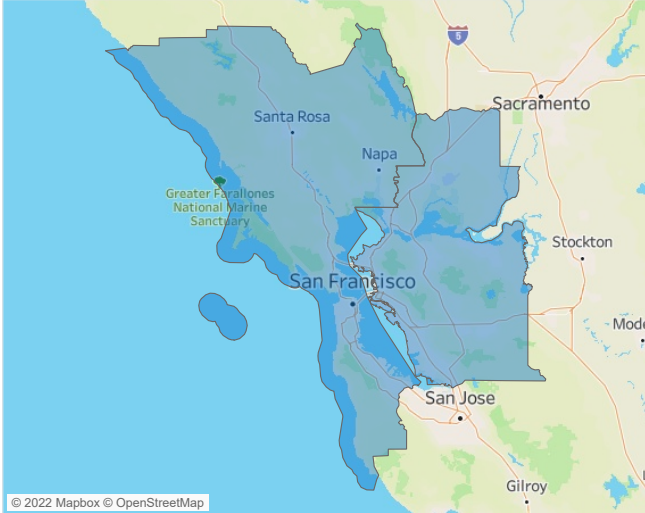 5
Sacramento
Santa Rosa
Napa
Greater Farallones
National Marine
Sanctuary
Stockton
San Francisco
Mode
San Jose
Gilroy
© 2022 Mapbox © OpenStreetMap